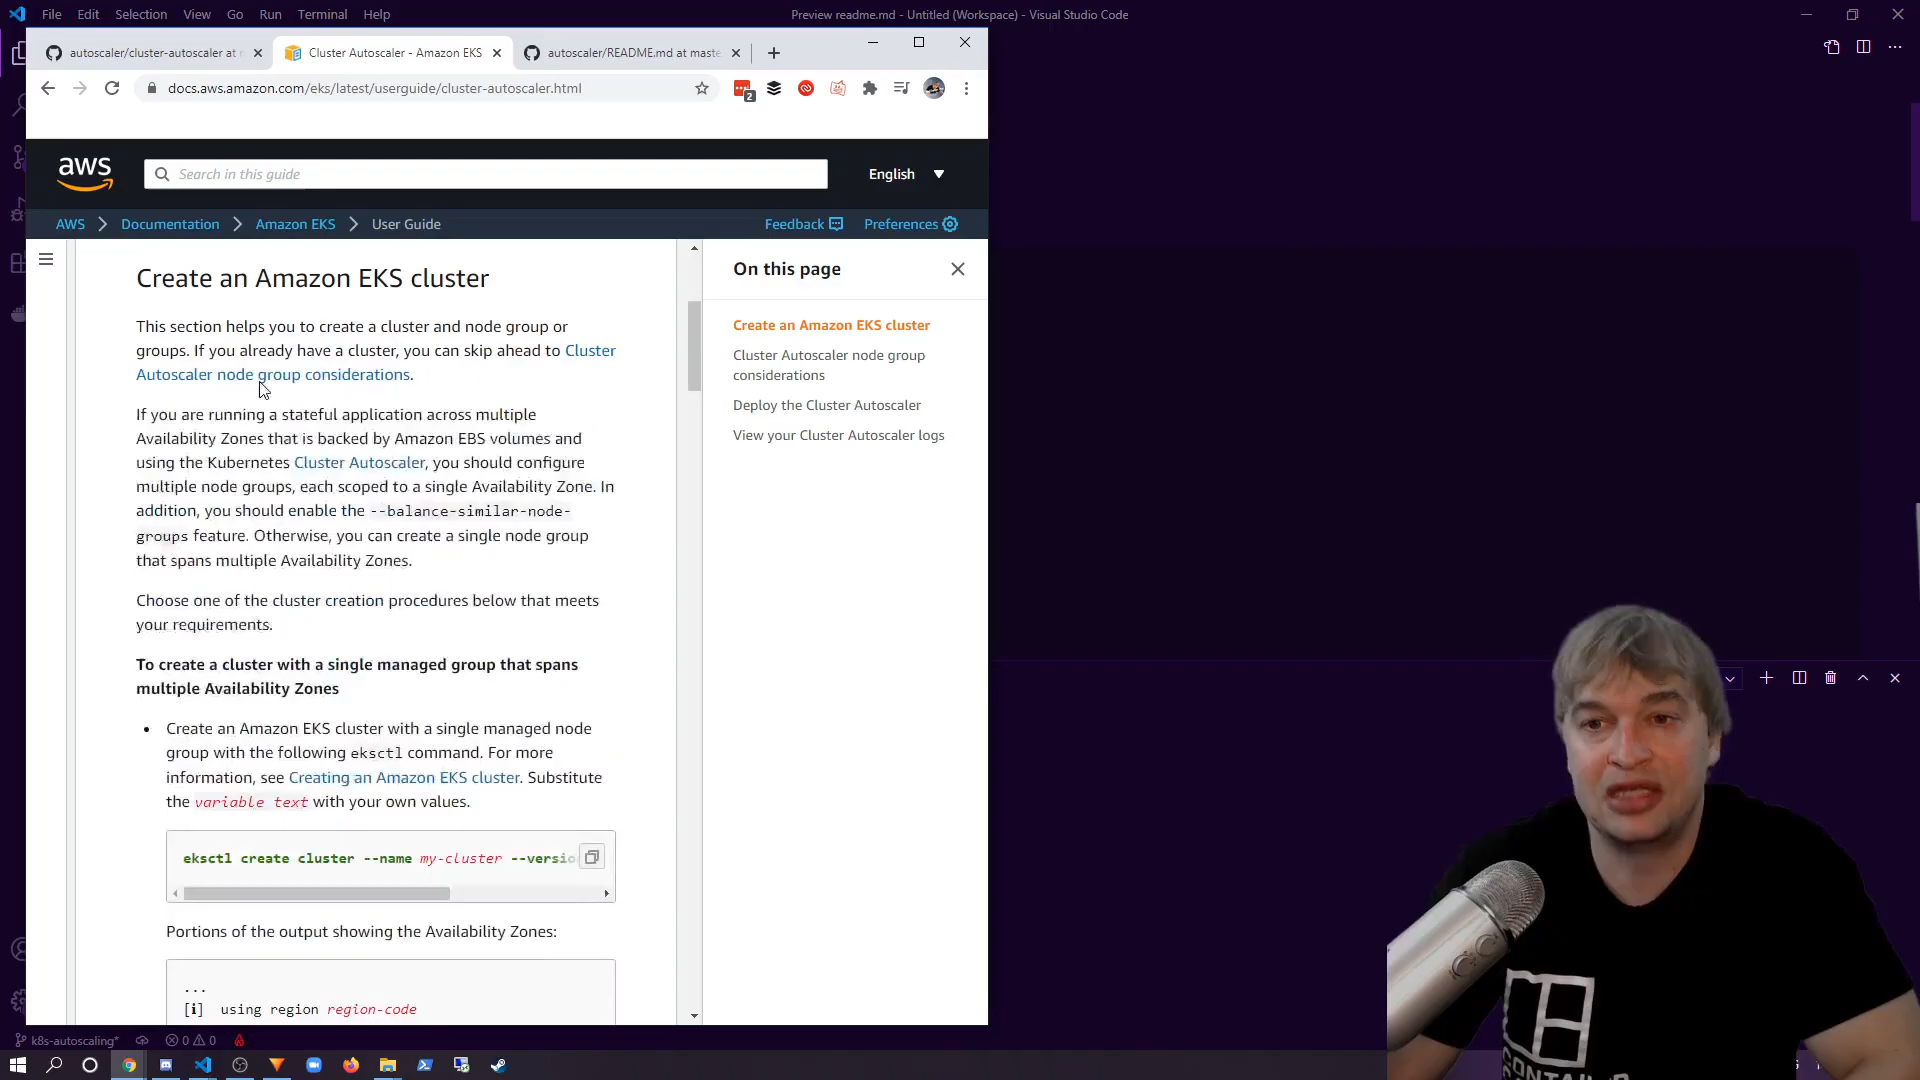 File Edit Selection View Go Run Terminal Help
Preview readme.md - Untitled (Workspace) - Visual Studio Code
autoscaler/cluster-autoscaler at
Cluster Autoscaler - Amazon EKS
autoscaler/README.md at maste
docs.aws.amazon.com/eks/latest/userguide/cluster-autoscaler.html
2
aws
Search in this guide
English
AWS Documentation Amazon EKS User Guide
Feedback Preferences
Create an Amazon EKS cluster
This section helps you to create a cluster and node group or
groups. If you already have a cluster, you can skip ahead to Cluster
Autoscaler node group considerations.
If you are running a stateful application across multiple
Availability Zones that is backed by Amazon EBS volumes and
using the Kubernetes Cluster Autoscaler, you should configure
multiple node groups, each scoped to a single Availability Zone. In
addition, you should enable the --balance-similar-node-
groups feature. Otherwise, you can create a single node group
that spans multiple Availability Zones.
Choose one of the cluster creation procedures below that meets
your requirements.
To create a cluster with a single managed group that spans
multiple Availability Zones
• Create an Amazon EKS cluster with a single managed node
group with the following eksctl command. For more
information, see Creating an Amazon EKS cluster. Substitute
the variable text with your own values.
eksctl create cluster --name my-cluster --versio
Portions of the output showing the Availability Zones:
...
[i] using region region-code
On this page
Create an Amazon EKS cluster
Cluster Autoscaler node group
considerations
Deploy the Cluster Autoscaler
View your Cluster Autoscaler logs
k8s-autoscaling* 0 0